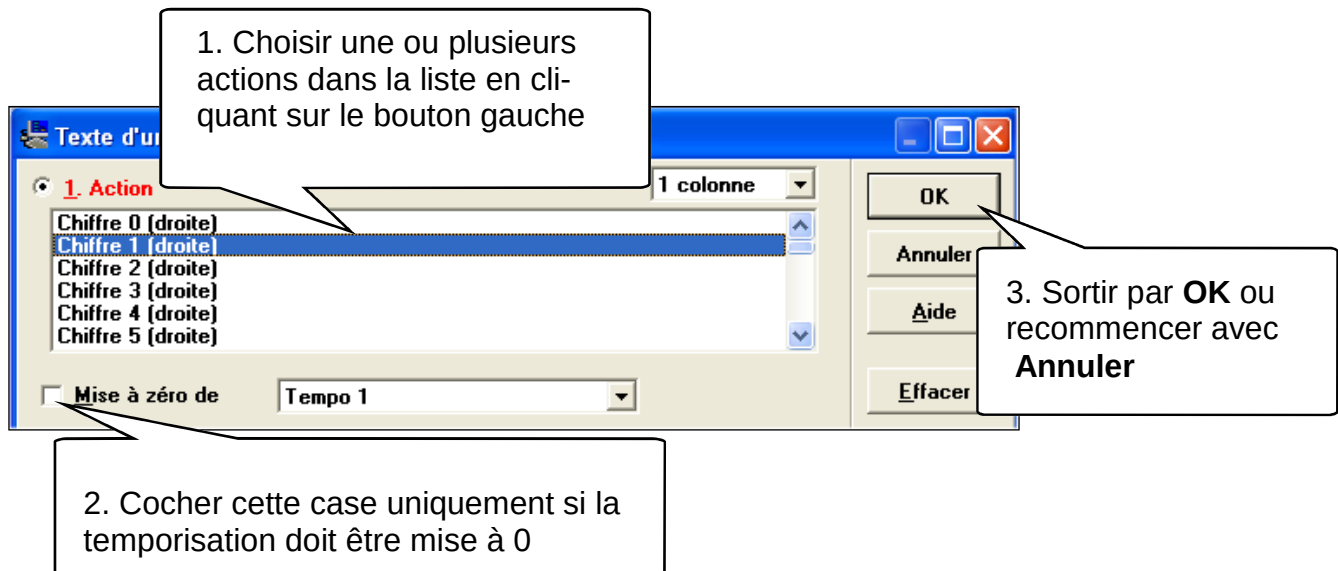 1. Choisir une ou plusieurs
actions dans la liste en cli-
quant sur le bouton gauche
Texte d'u
1. Action
1 colonne
Chiffre 0 (droite)
Chiffre 1 (droite)
Chiffre 2 (droite)
Chiffre 3 (droite)
Chiffre 4 (droite)
Chiffre 5 (droite)
Mise à zéro de
Tempo 1
OK
Annuler
Aide
Effacer
3. Sortir par OK ou
recommencer avec
Annuler
2. Cocher cette case uniquement si la
temporisation doit être mise à 0